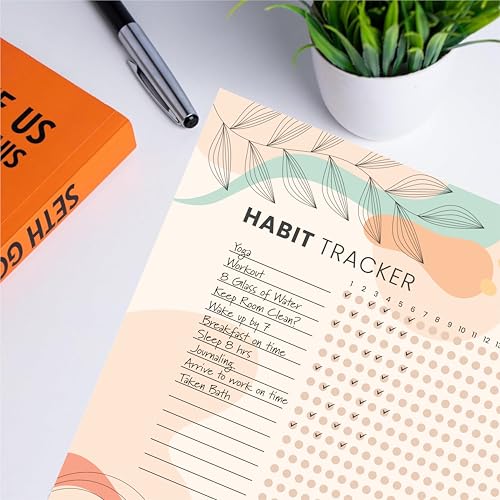 E US
HIS
SETH GO
HABIT TRACKER
1 2 3 4 5 6 7 8 9 10 11 12 13
Yoga
Workout
8 Glass of Water
Keep Room Clean?
Wake up by 7
Breakfast on time
Sleep 8 hrs
Journaling
Arrive to work on time
Taken Bath